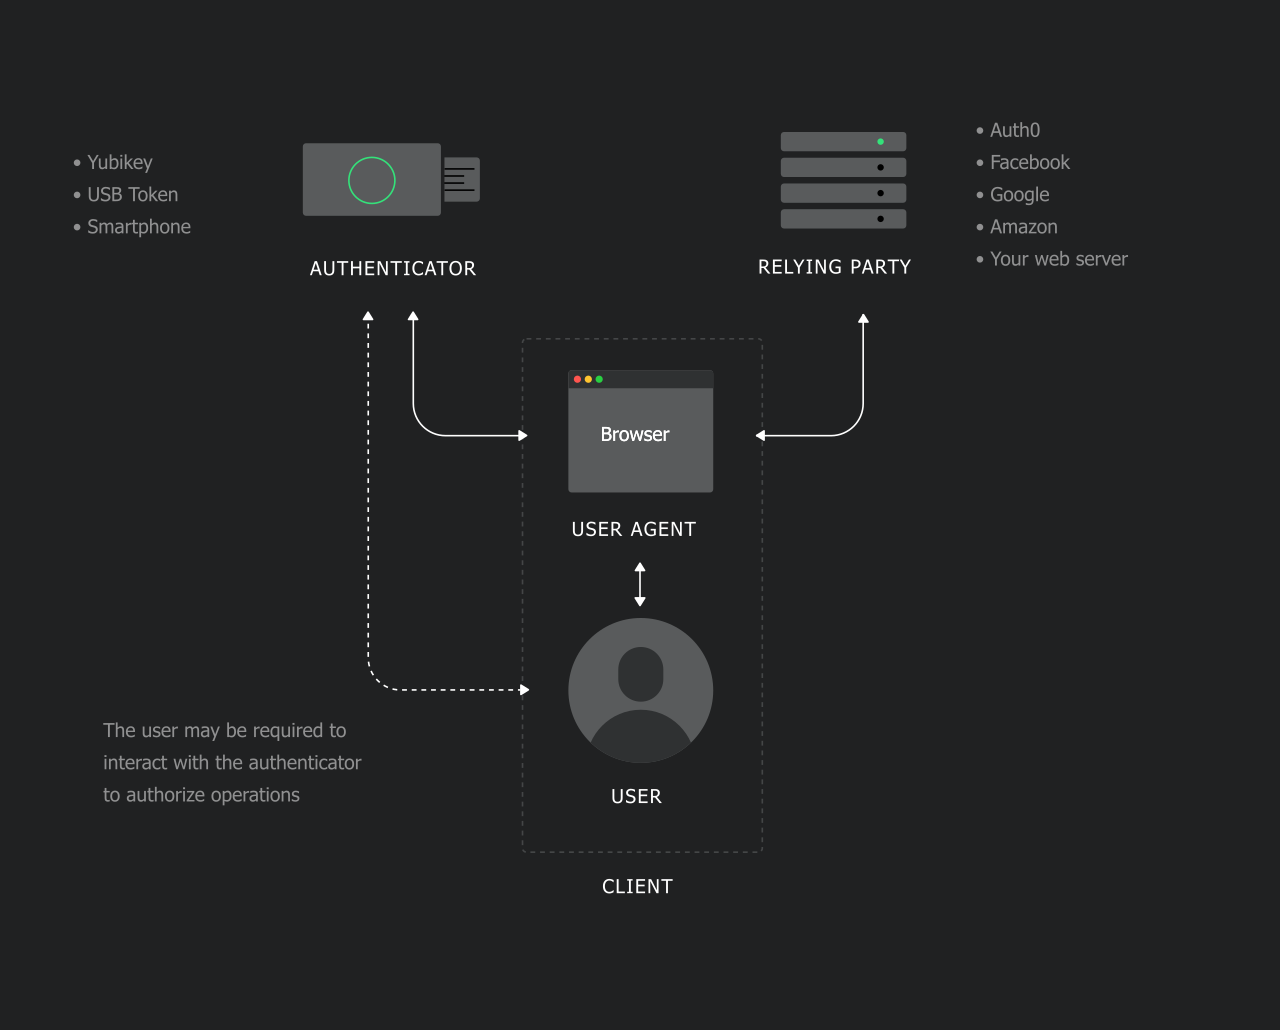 • Yubikey
• USB Token
• Smartphone
AUTHENTICATOR
RELYING PARTY
• Auth0
• Facebook
• Google
• Amazon
• Your web server
Browser
USER AGENT
The user may be required to
interact with the authenticator
to authorize operations
USER
CLIENT